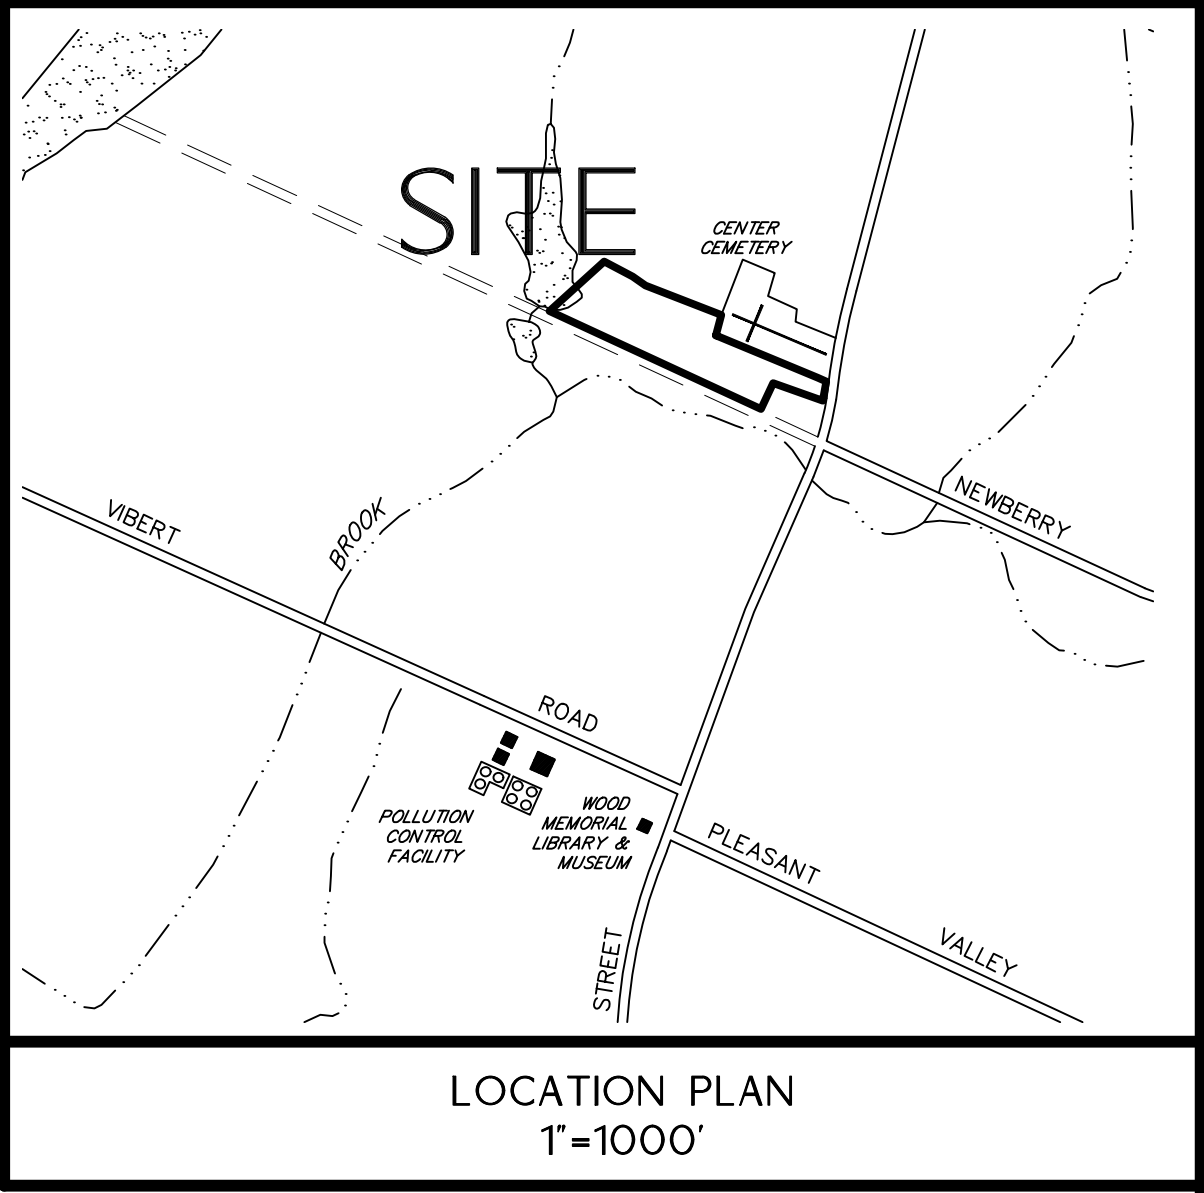 SITE
CENTER
CEMETERY
NEWBERRY
VIBERT
BROOK
ROAD
POLLUTION
CONTROL
FACILITY
WOOD
MEMORIAL
LIBRARY &
MUSEUM
PLEASANT
VALLEY
STREET
LOCATION PLAN
1"=1000'